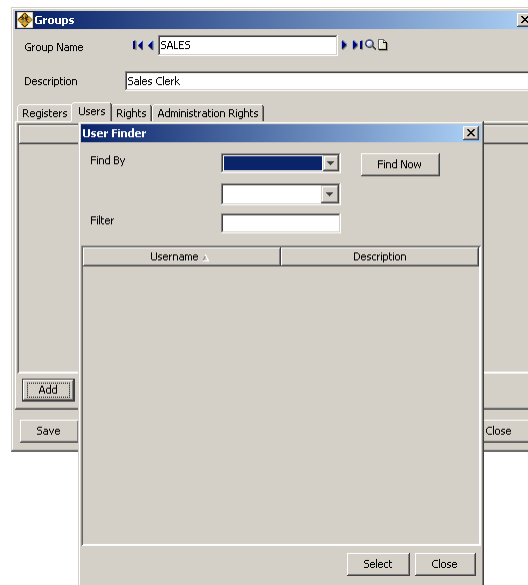 Groups
Group Name SALES
Description Sales Clerk
Registers Users Rights Administration Rights
User Finder
Find By Find Now
Filter
Username Description
Add
Save Close
Select Close